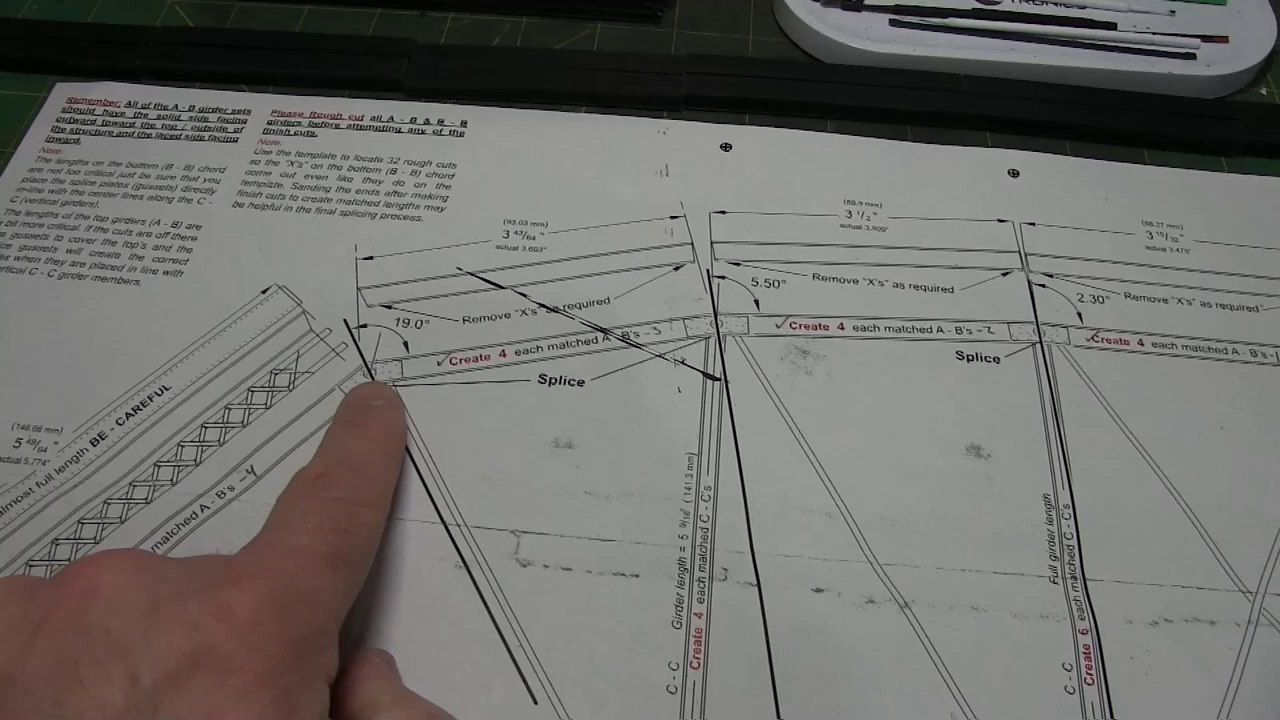 TRONICS
Remember: All of the A - B girder sets
should have the solid side facing
outward toward the top / outside of
the structure and the laced side facing
inward.
Note:
The lengths on the bottom (B - B) chord
are not too critical just be sure that you
place the splice plates (gussets) directly
in-line with the center lines along the C -
C (vertical girders).
The lengths of the top girders (A - B) are
bit more critical. If the cuts are off there
gussets to cover the top's and the
gussets will create the correct
when they are placed in line with
C - C girder members.
Please Rough cut all A - B & B - B
girders before attempting any of the
finish cuts.
Note:
Use the template to locate 32 rough cuts
so the "X's" on the bottom (B - B) chord
come out even like they do on the
template. Sanding the ends after making
finish cuts to create matched lengths may
be helpful in the final splicing process.
(93.03 mm)
3 43/64 "
actual 3.663"
(88.9 mm)
3 1/2 "
actual 3.500"
(88.27 mm)
3 15/32 "
actual 3.475"
Remove "X's" as required
Remove "X's" as required
Remove "X's" as required
19.0°
5.50°
2.30°
✓Create 4 each matched A - B's - 3
✓Create 4 each matched A - B's - 2
✓Create 4 each matched A - B's - 1
Splice
Splice
(146.66 mm)
5 49/64 "
actual 5.774"
almost full length BE - CAREFUL
matched A - B's - 4
C - C Girder length = 5 9/16" (141.3 mm)
Create 4 each matched C - C's
C - C Full girder length
Create 6 each matched C - C's